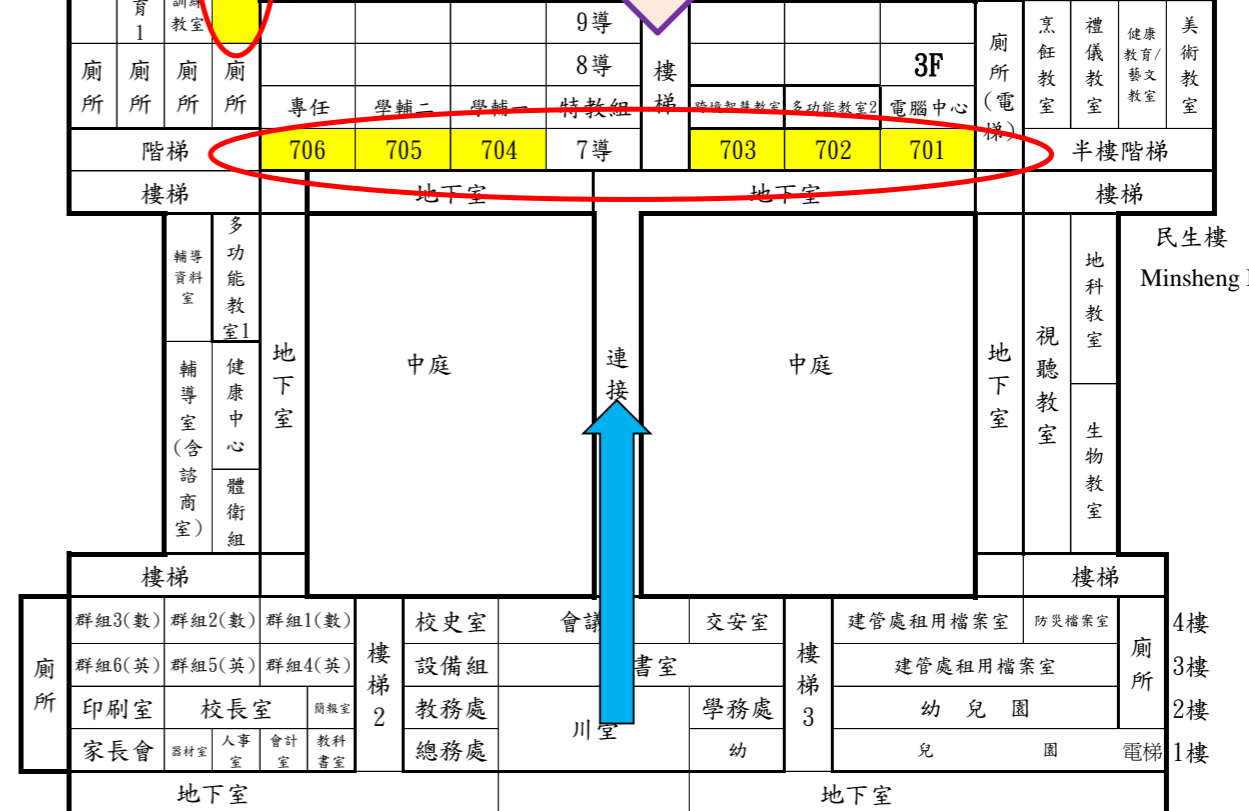 育1 訓練教室 9導 烹飪教室 禮儀教室 健康教育/藝文教室 美術教室
廁所 廁所 廁所 廁所 8導 樓梯 3F 廁所(電梯)
專任 學輔二 學輔一 特教組 跨境智慧教室 多功能教室2 電腦中心
階梯 706 705 704 7導 703 702 701 半樓階梯
樓梯 地下室 地下室 樓梯
民生樓
Minsheng
輔導資料室 多功能教室1 地下室 中庭 連接 中庭 地下室 視聽教室 地科教室
輔導室(含諮商室) 健康中心 生物教室
體衛組
樓梯 樓梯
廁所 群組3(數) 群組2(數) 群組1(數) 樓梯2 校史室 會議 交安室 樓梯3 建管處租用檔案室 防災檔案室 廁所 4樓
群組6(英) 群組5(英) 群組4(英) 設備組 書室 建管處租用檔案室 3樓
印刷室 校長室 簡報室 教務處 川堂 學務處 幼兒園 2樓
家長會 器材室 人事室 會計室 教科書室 總務處 幼 兒 園 電梯 1樓
地下室 地下室